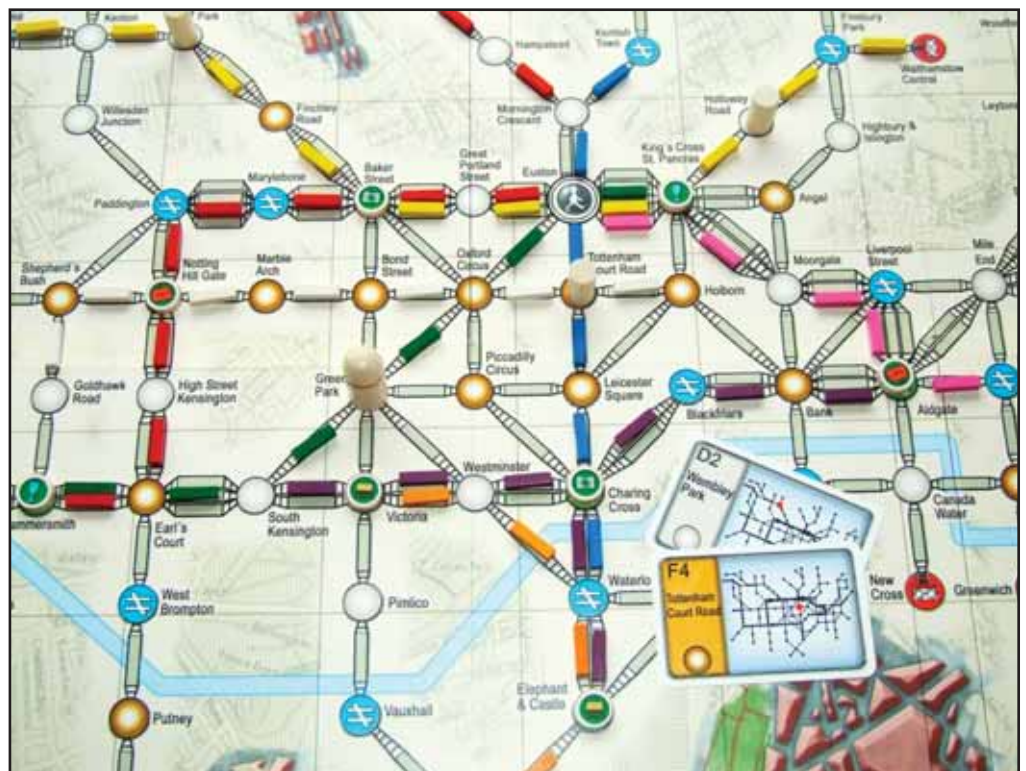 Kenton
Park
Finchley
Road
Willesden
Junction
Hampstead
Kentish
Town
Finsbury
Park
Walthamstow
Central
Mornington
Crescent
Holloway
Road
Highbury &
Islington
Leyton
Paddington
Marylebone
Baker
Street
Great
Portland
Street
Euston
King's Cross
St. Pancras
Angel
Shepherd's
Bush
Notting
Hill Gate
Marble
Arch
Bond
Street
Oxford
Circus
Tottenham
Court Road
Holborn
Moorgate
Liverpool
Street
Mile
End
Goldhawk
Road
High Street
Kensington
Green
Park
Piccadilly
Circus
Leicester
Square
Blackfriars
Bank
Aldgate
ammersmith
Earl's
Court
South
Kensington
Victoria
Westminster
Charing
Cross
Canada
Water
D2
Wembley
Park
F4
Tottenham
Court Road
West
Brompton
Pimlico
Waterlo
New
Cross
Greenwich
Putney
Vauxhall
Elephant
& Castle